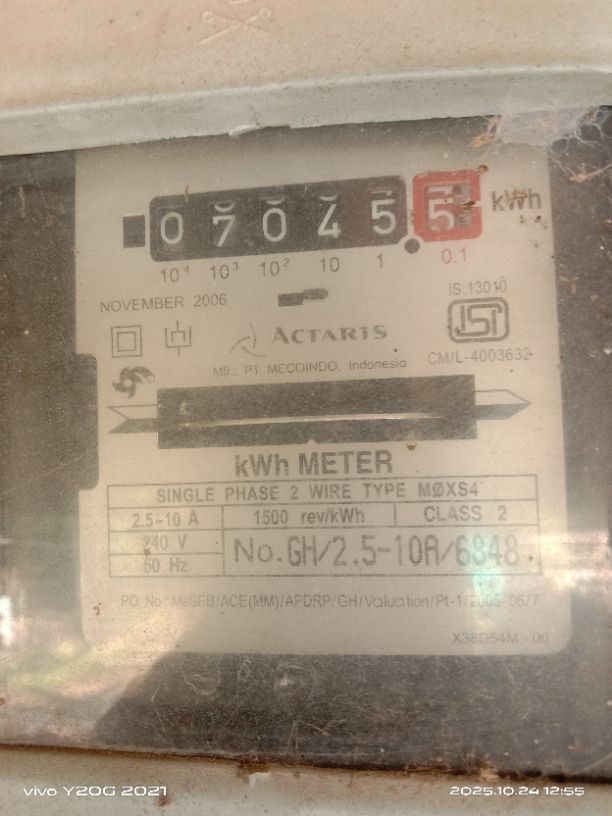 07045 5 kWh
10⁴ 10³ 10² 10 1 0.1
NOVEMBER 2006
IS:13010
ACTARIS
ISI
CM/L-4003632
Mfr.: PT MECOINDO, Indonesia
kWh METER
SINGLE PHASE 2 WIRE TYPE MØXS4
2.5-10 A 1500 rev/kWh CLASS 2
240 V
50 Hz
No. GH/2.5-10A/6848
PO No.: MeSEB/ACE(MM)/APDRP/GH/Valuation/Pt-1/2005-06/7
X38D54M - 00
vivo Y20G 2021
2025.10.24 12:55